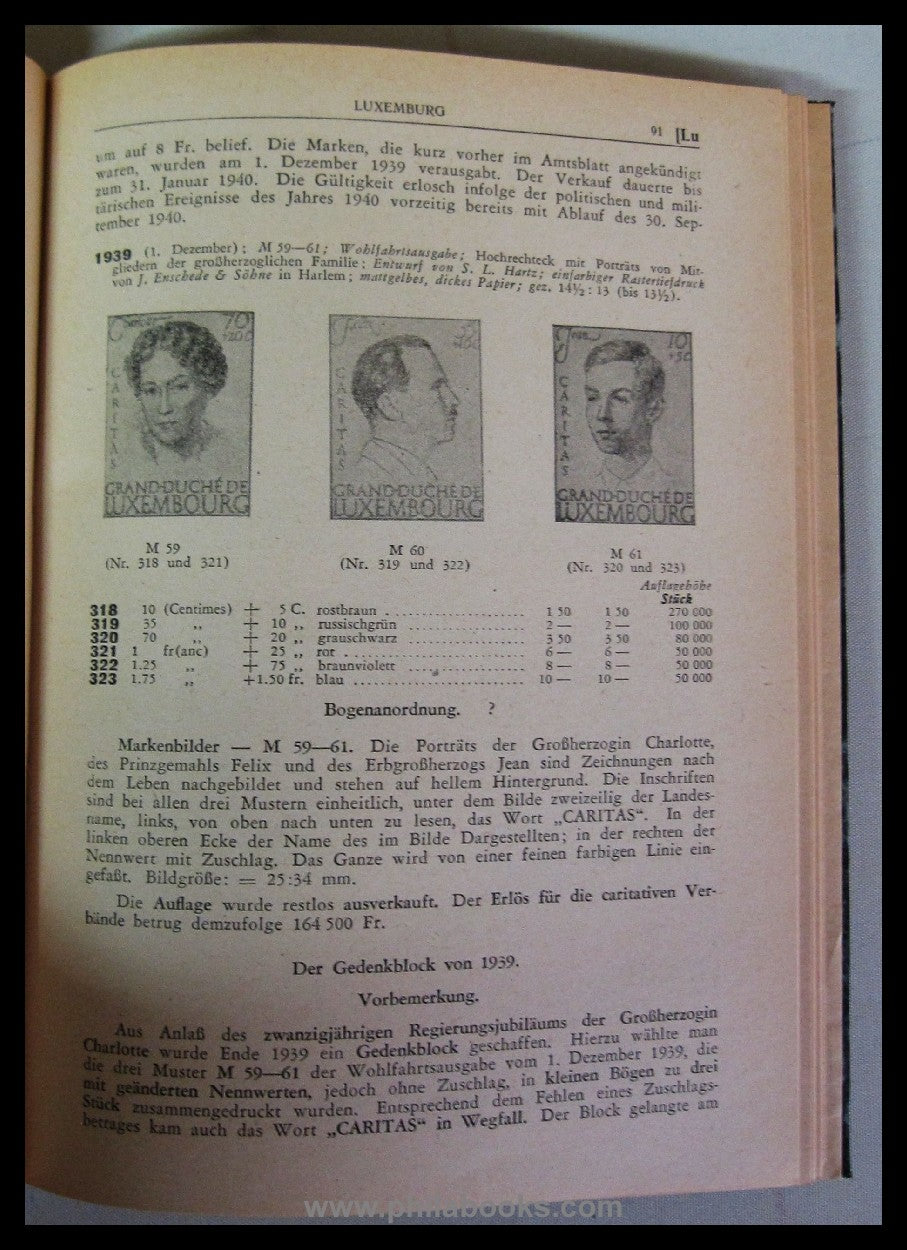 LUXEMBURG
91 [Lu
um auf 8 Fr. belief. Die Marken, die kurz vorher im Amtsblatt angekündigt
waren, wurden am 1. Dezember 1939 verausgabt. Der Verkauf dauerte bis
zum 31. Januar 1940. Die Gültigkeit erlosch infolge der politischen und mili-
tärischen Ereignisse des Jahres 1940 vorzeitig bereits mit Ablauf des 30. Sep-
tember 1940.
1939 (1. Dezember); M 59—61; Wohlfahrtsausgabe; Hochrechteck mit Porträts von Mit-
gliedern der großherzoglichen Familie; Entwurf von S. L. Hartz; einfarbiger Rastertiefdruck
von J. Enschede & Söhne in Harlem; mattgelbes, dickes Papier; gez. 14½ : 13 (bis 13½).
70 +20C
CARITAS
GRAND-DUCHÉ DE
LUXEMBOURG
CARITAS
GRAND-DUCHÉ DE
LUXEMBOURG
Jean 10 +5C
CARITAS
GRAND-DUCHÉ DE
LUXEMBOURG
M 59 M 60 M 61
(Nr. 318 und 321) (Nr. 319 und 322) (Nr. 320 und 323)
Auflagehöhe
Stück
318 10 (Centimes) + 5 C. rostbraun . . . . . . . . . . . . . . . . . . 1 50 1 50 270 000
319 35 „ + 10 „ russischgrün . . . . . . . . . . . . . . . 2 — 2 — 100 000
320 70 „ + 20 „ grauschwarz . . . . . . . . . . . . . . . 3 50 3 50 80 000
321 1 fr(anc) + 25 „ rot . . . . . . . . . . . . . . . . . . . . . . . 6 — 6 — 50 000
322 1.25 „ + 75 „ braunviolett . . . . . . . . . . . . . . . 8 — 8 — 50 000
323 1.75 „ +1.50 fr. blau . . . . . . . . . . . . . . . . . . . . . . 10 — 10 — 50 000
Bogenanordnung. ?
Markenbilder — M 59—61. Die Porträts der Großherzogin Charlotte,
des Prinzgemahls Felix und des Erbgroßherzogs Jean sind Zeichnungen nach
dem Leben nachgebildet und stehen auf hellem Hintergrund. Die Inschriften
sind bei allen drei Mustern einheitlich, unter dem Bilde zweizeilig der Landes-
name, links, von oben nach unten zu lesen, das Wort „CARITAS“. In der
linken oberen Ecke der Name des im Bilde Dargestellten; in der rechten der
Nennwert mit Zuschlag. Das Ganze wird von einer feinen farbigen Linie ein-
gefaßt. Bildgröße: = 25:34 mm.
Die Auflage wurde restlos ausverkauft. Der Erlös für die caritativen Ver-
bände betrug demzufolge 164 500 Fr.
Der Gedenkblock von 1939.
Vorbemerkung.
Aus Anlaß des zwanzigjährigen Regierungsjubiläums der Großherzogin
Charlotte wurde Ende 1939 ein Gedenkblock geschaffen. Hierzu wählte man
die drei Muster M 59—61 der Wohlfahrtsausgabe vom 1. Dezember 1939, die
mit geänderten Nennwerten, jedoch ohne Zuschlag, in kleinen Bögen zu drei
Stück zusammengedruckt wurden. Entsprechend dem Fehlen eines Zuschlags-
bettages kam auch das Wort „CARITAS“ in Wegfall. Der Block gelangte am
www.philabooks.com